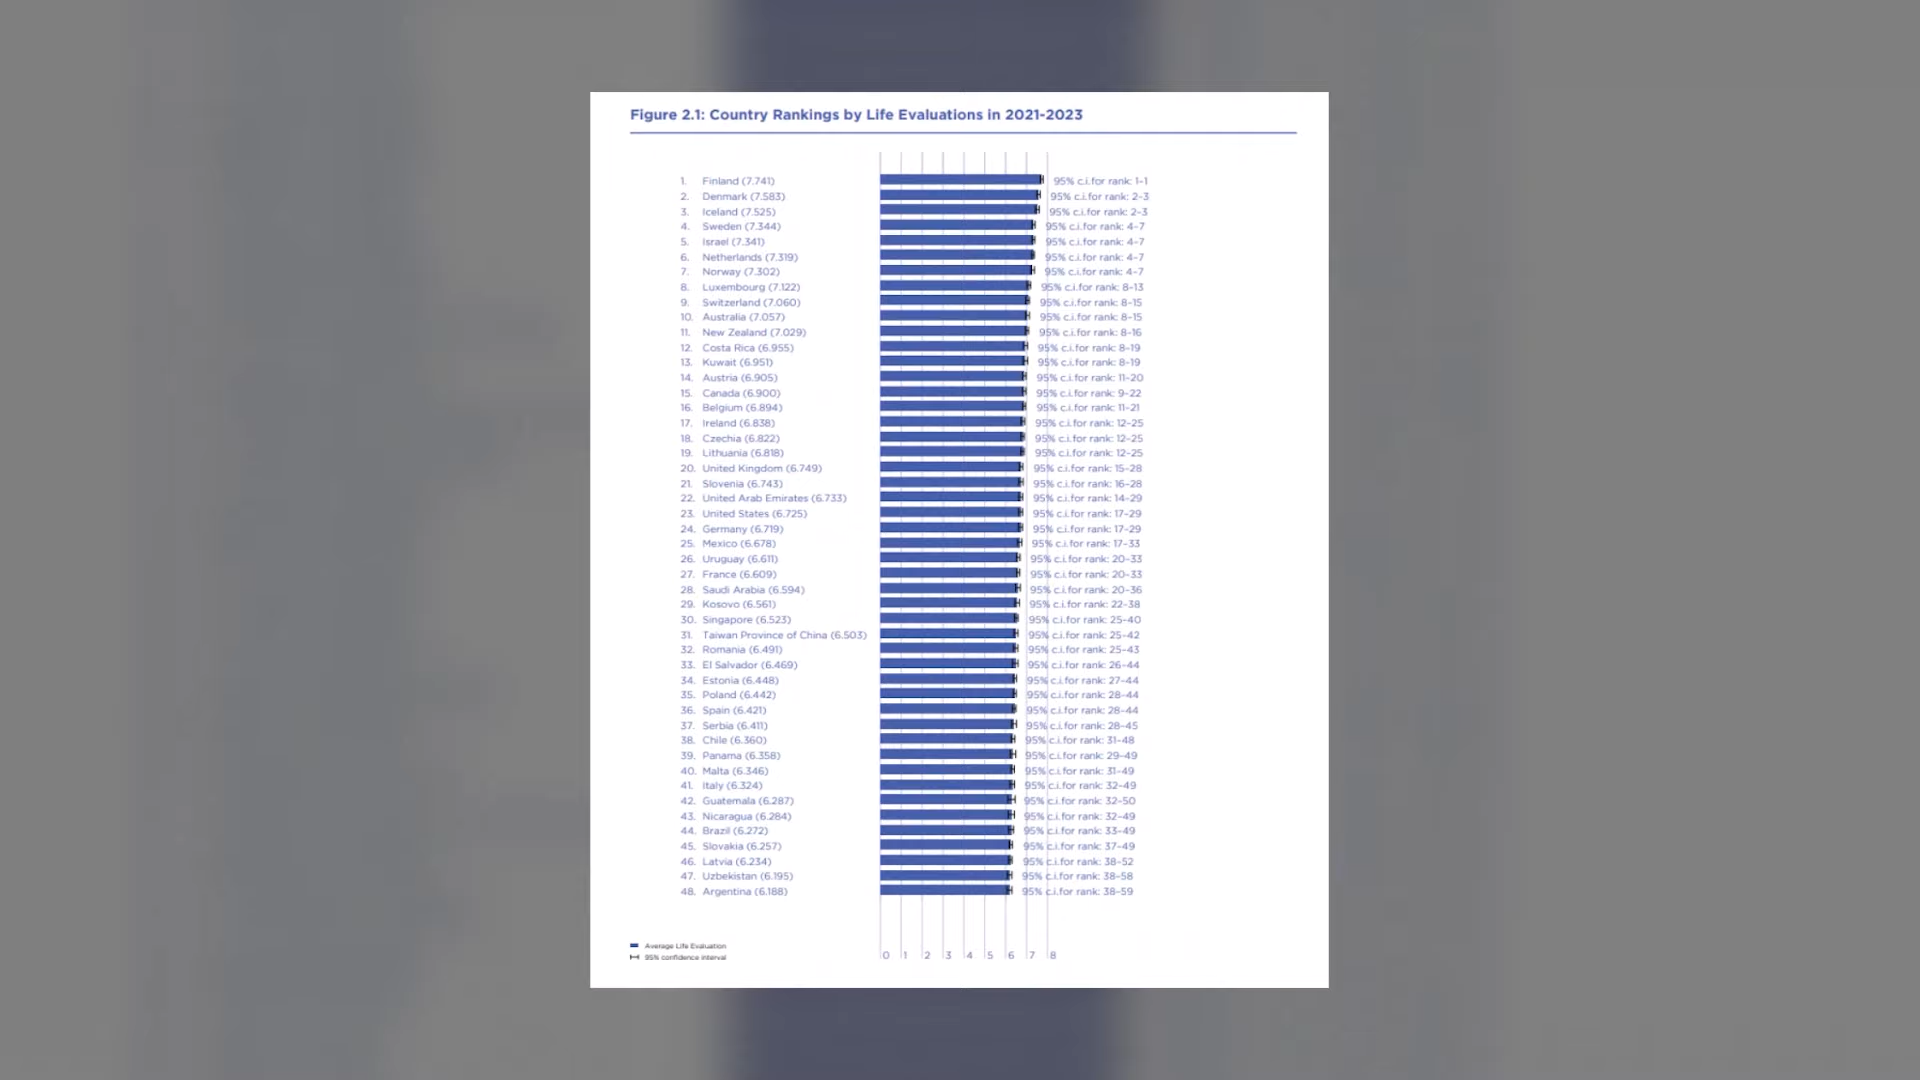 Figure 2.1: Country Rankings by Life Evaluations in 2021-2023
1. Finland (7.741) 95% c.i.for rank: 1-1
2. Denmark (7.583) 95% c.i.for rank: 2-3
3. Iceland (7.525) 95% c.i.for rank: 2-3
4. Sweden (7.344) 95% c.i.for rank: 4-7
5. Israel (7.341) 95% c.i.for rank: 4-7
6. Netherlands (7.319) 95% c.i.for rank: 4-7
7. Norway (7.302) 95% c.i.for rank: 4-7
8. Luxembourg (7.122) 95% c.i.for rank: 8-13
9. Switzerland (7.060) 95% c.i.for rank: 8-15
10. Australia (7.057) 95% c.i.for rank: 8-15
11. New Zealand (7.029) 95% c.i.for rank: 8-16
12. Costa Rica (6.955) 95% c.i.for rank: 8-19
13. Kuwait (6.951) 95% c.i.for rank: 8-19
14. Austria (6.905) 95% c.i.for rank: 11-20
15. Canada (6.900) 95% c.i.for rank: 9-22
16. Belgium (6.894) 95% c.i.for rank: 11-21
17. Ireland (6.838) 95% c.i.for rank: 12-25
18. Czechia (6.822) 95% c.i.for rank: 12-25
19. Lithuania (6.818) 95% c.i.for rank: 12-25
20. United Kingdom (6.749) 95% c.i.for rank: 15-28
21. Slovenia (6.743) 95% c.i.for rank: 16-28
22. United Arab Emirates (6.733) 95% c.i.for rank: 14-29
23. United States (6.725) 95% c.i.for rank: 17-29
24. Germany (6.719) 95% c.i.for rank: 17-29
25. Mexico (6.678) 95% c.i.for rank: 17-33
26. Uruguay (6.611) 95% c.i.for rank: 20-33
27. France (6.609) 95% c.i.for rank: 20-33
28. Saudi Arabia (6.594) 95% c.i.for rank: 20-36
29. Kosovo (6.561) 95% c.i.for rank: 22-38
30. Singapore (6.523) 95% c.i.for rank: 25-40
31. Taiwan Province of China (6.503) 95% c.i.for rank: 25-42
32. Romania (6.491) 95% c.i.for rank: 25-43
33. El Salvador (6.469) 95% c.i.for rank: 26-44
34. Estonia (6.448) 95% c.i.for rank: 27-44
35. Poland (6.442) 95% c.i.for rank: 28-44
36. Spain (6.421) 95% c.i.for rank: 28-44
37. Serbia (6.411) 95% c.i.for rank: 28-45
38. Chile (6.360) 95% c.i.for rank: 31-48
39. Panama (6.358) 95% c.i.for rank: 29-49
40. Malta (6.346) 95% c.i.for rank: 31-49
41. Italy (6.324) 95% c.i.for rank: 32-49
42. Guatemala (6.287) 95% c.i.for rank: 32-50
43. Nicaragua (6.284) 95% c.i.for rank: 32-49
44. Brazil (6.272) 95% c.i.for rank: 33-49
45. Slovakia (6.257) 95% c.i.for rank: 37-49
46. Latvia (6.234) 95% c.i.for rank: 38-52
47. Uzbekistan (6.195) 95% c.i.for rank: 38-58
48. Argentina (6.188) 95% c.i.for rank: 38-59
Average Life Evaluation
95% confidence interval
0 1 2 3 4 5 6 7 8